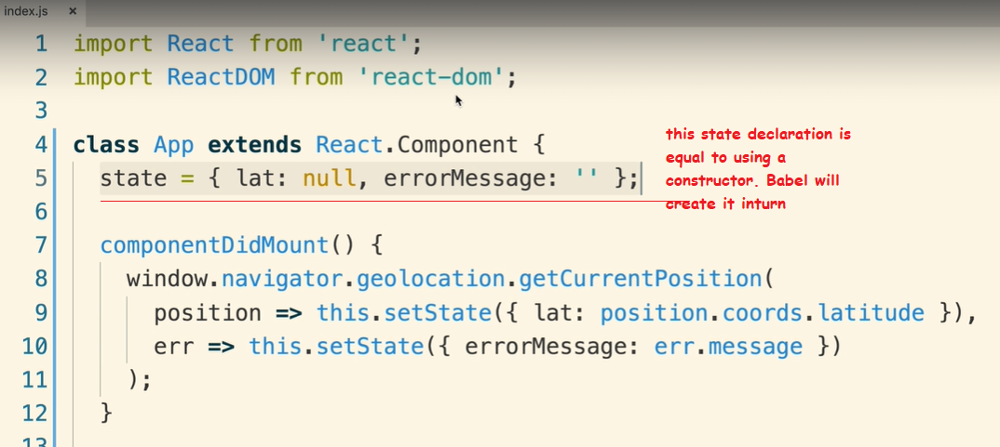 index.js ×
1 import React from 'react';
2 import ReactDOM from 'react-dom';
3
4 class App extends React.Component {
this state declaration is
equal to using a
constructor. Babel will
create it inturn
5 state = { lat: null, errorMessage: '' };
6
7 componentDidMount() {
8 window.navigator.geolocation.getCurrentPosition(
9 position => this.setState({ lat: position.coords.latitude }),
10 err => this.setState({ errorMessage: err.message })
11 );
12 }
13